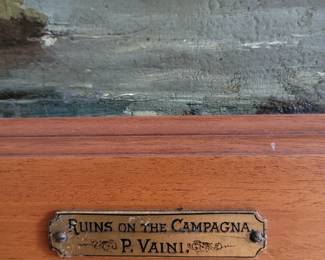 RUINS ON THE CAMPAGNA
P. VAINI.